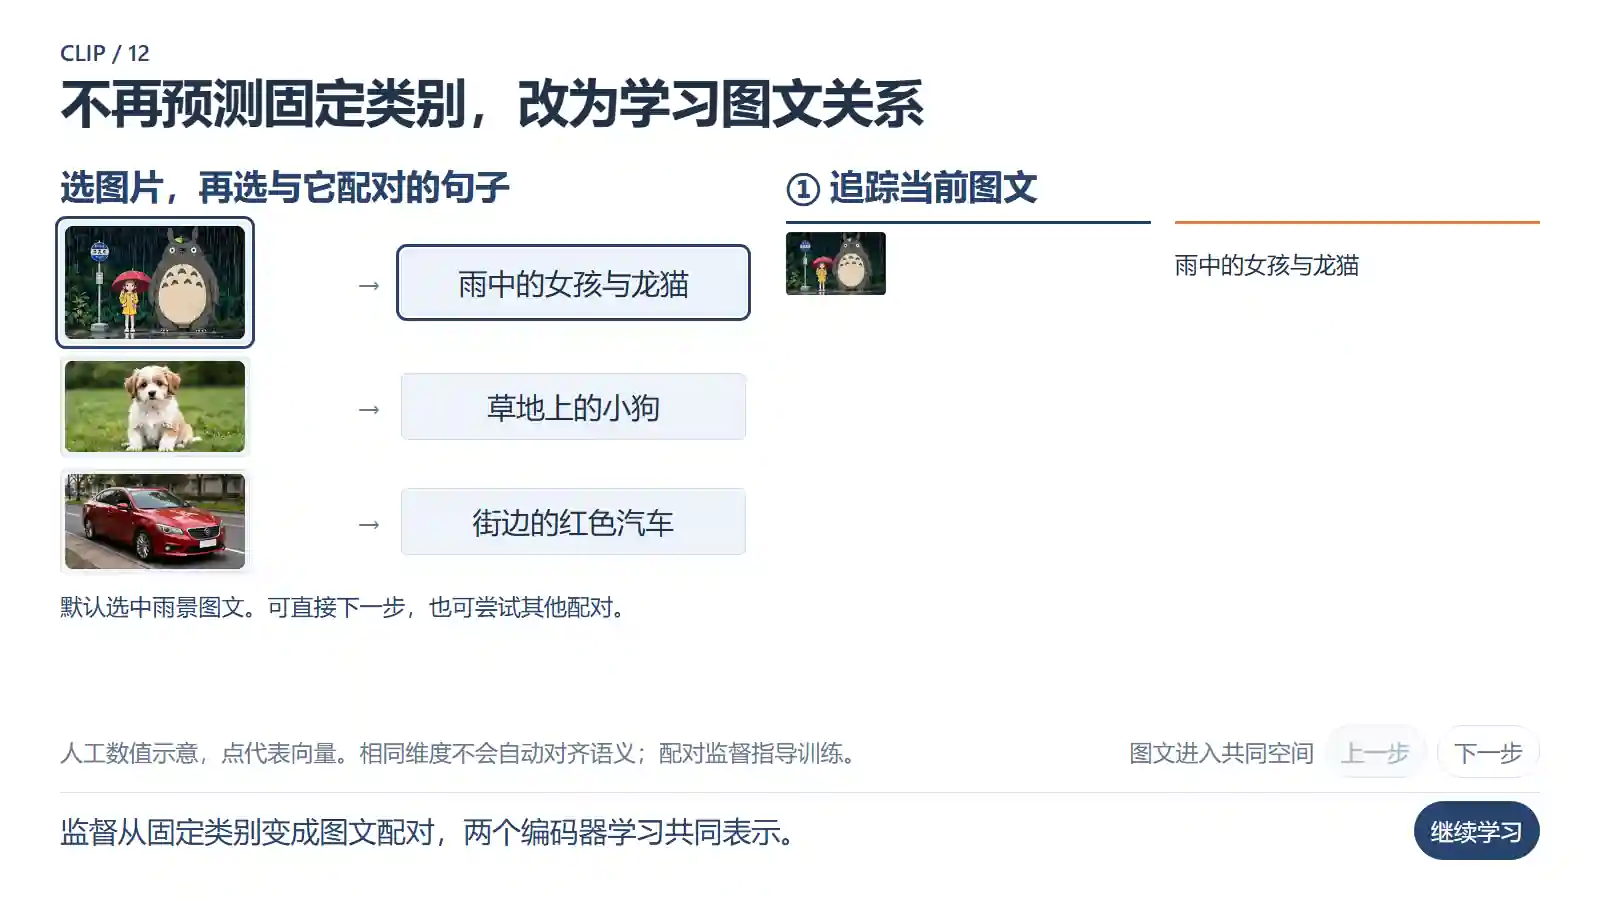 CLIP / 12
不再预测固定类别，改为学习图文关系
选图片，再选与它配对的句子
→ 雨中的女孩与龙猫
→ 草地上的小狗
→ 街边的红色汽车
默认选中雨景图文。可直接下一步，也可尝试其他配对。
① 追踪当前图文
雨中的女孩与龙猫
人工数值示意，点代表向量。相同维度不会自动对齐语义；配对监督指导训练。
图文进入共同空间 上一步 下一步
监督从固定类别变成图文配对，两个编码器学习共同表示。
继续学习